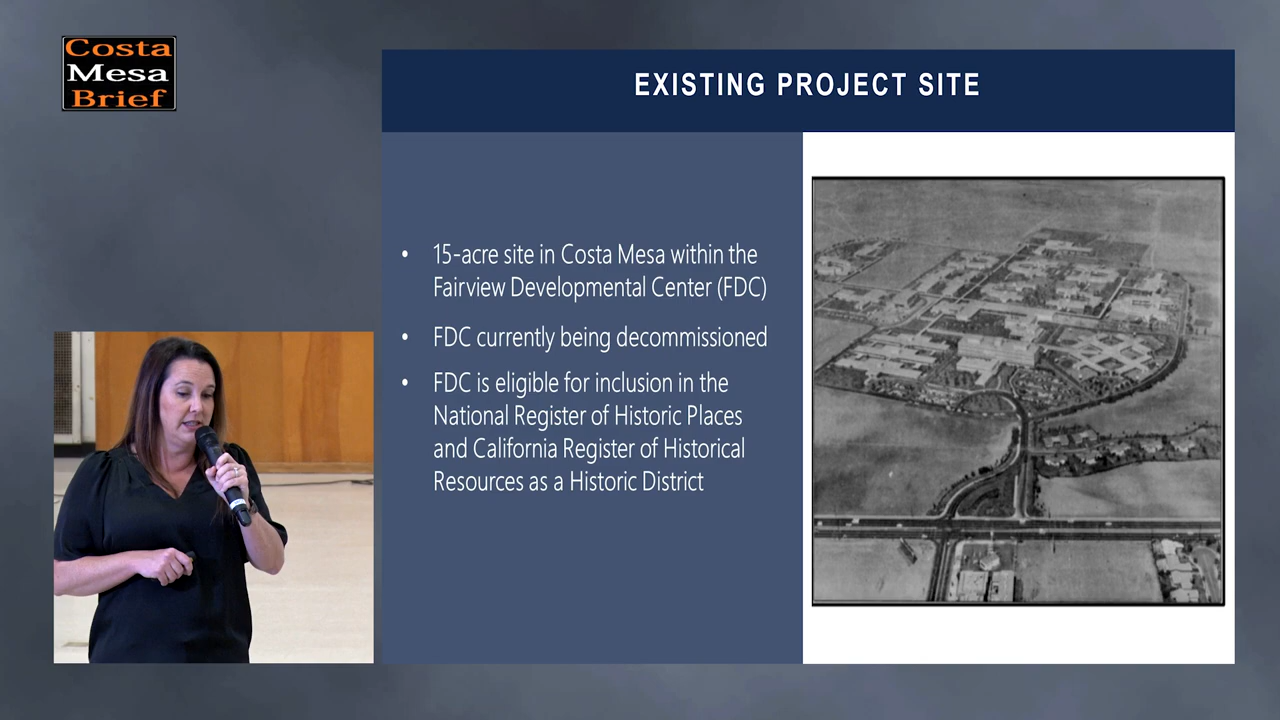 Costa
Mesa
Brief
EXISTING PROJECT SITE
• 15-acre site in Costa Mesa within the
Fairview Developmental Center (FDC)
• FDC currently being decommissioned
• FDC is eligible for inclusion in the
National Register of Historic Places
and California Register of Historical
Resources as a Historic District